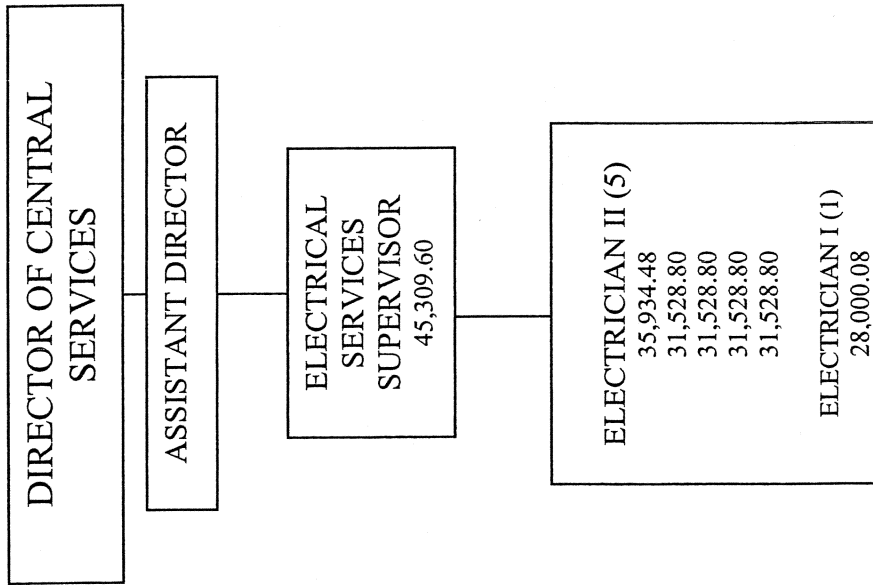 DIRECTOR OF CENTRAL
SERVICES
ASSISTANT DIRECTOR
ELECTRICAL
SERVICES
SUPERVISOR
45,309.60
ELECTRICIAN II (5)
35,934.48
31,528.80
31,528.80
31,528.80
31,528.80
ELECTRICIAN I (1)
28,000.08